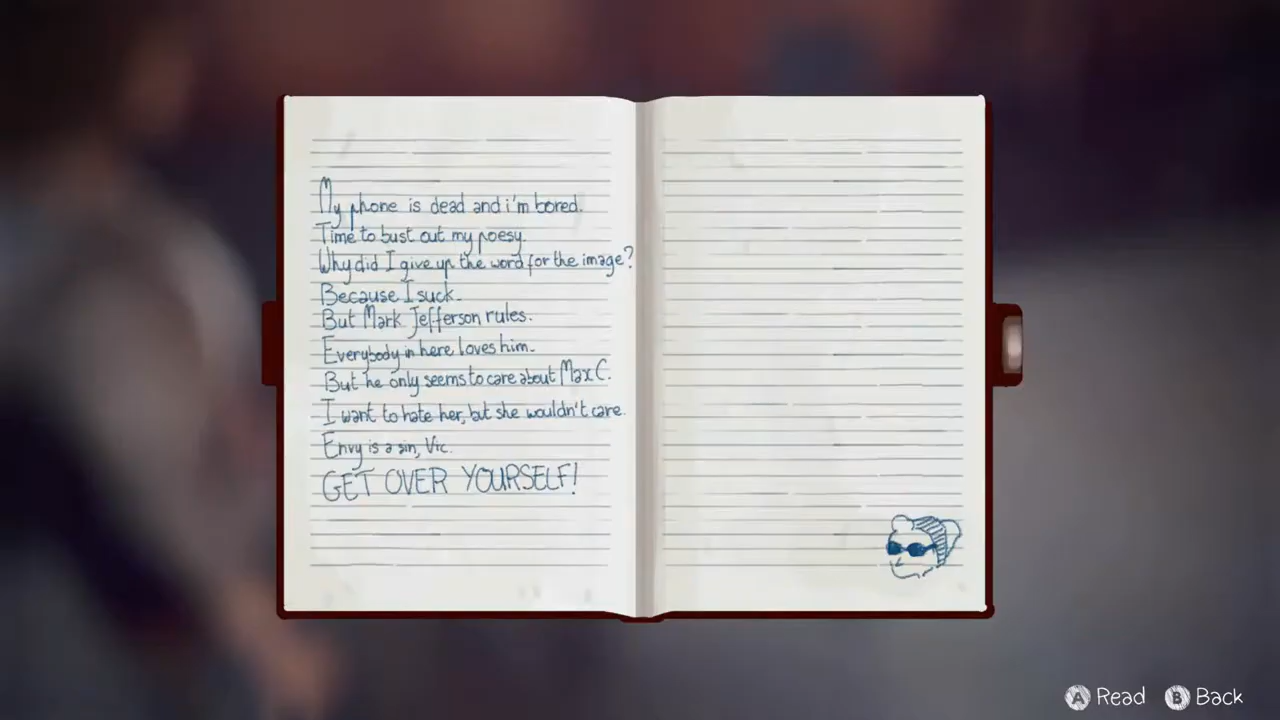 My phone is dead and i'm bored.
Time to bust out my poesy.
Why did I give up the word for the image?
Because I suck.
But Mark Jefferson rules.
Everybody in here loves him.
But he only seems to care about Max C.
I want to hate her, but she wouldn't care.
Envy is a sin, Vic.
GET OVER YOURSELF!
A Read B Back